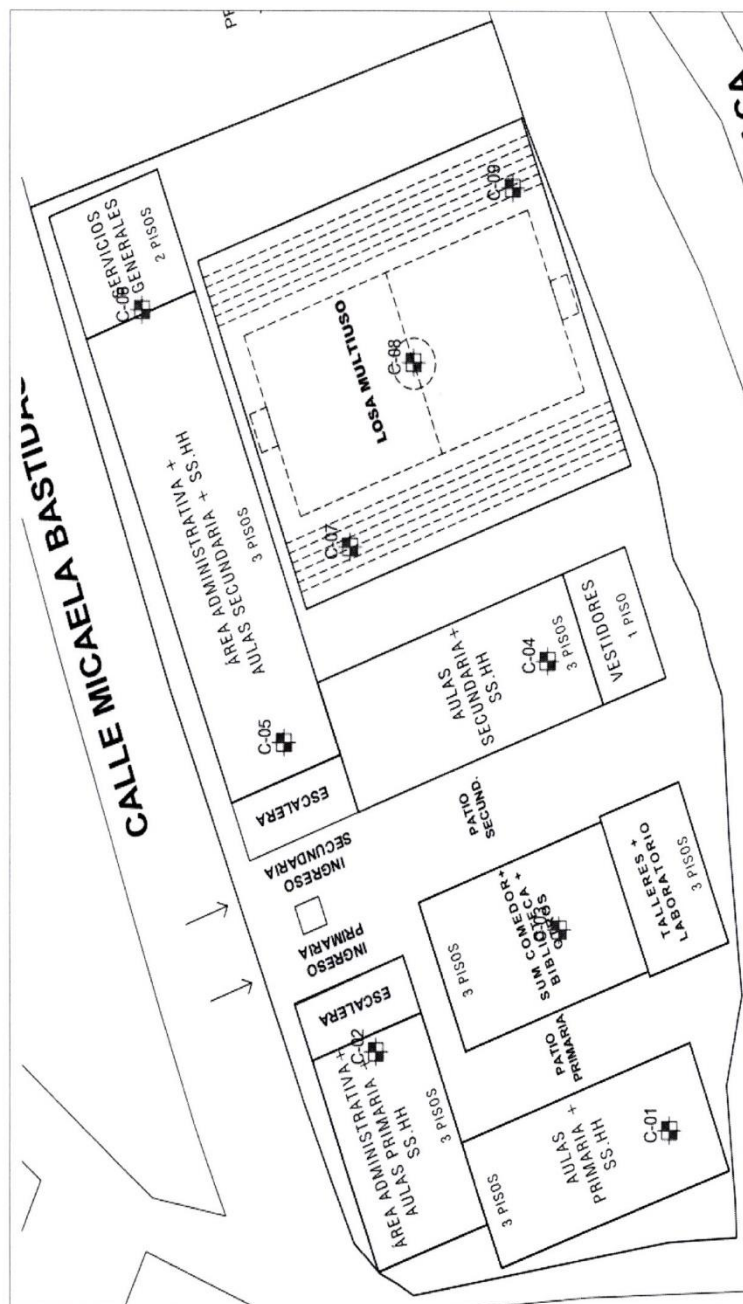 CALLE MICAELA BASTIDAS
SERVICIOS
GENERALES
2 PISOS
C-06
ÁREA ADMINISTRATIVA +
AULAS SECUNDARIA + SS.HH
3 PISOS
C-05
ESCALERA
LOSA MULTIUSO
C-07
C-08
C-09
AULAS
SECUNDARIA+
SS.HH
C-04
3 PISOS
VESTIDORES
1 PISO
PATIO
SECUND.
INGRESO
SECUNDARIA
INGRESO
PRIMARIA
ESCALERA
C-02
ÁREA ADMINISTRATIVA +
AULAS PRIMARIA +
SS.HH
3 PISOS
3 PISOS
SUM COMEDOR+
BIBLIOTECA +
C-03
TALLERES +
LABORATORIO
3 PISOS
PATIO
PRIMARIA
3 PISOS
AULAS
PRIMARIA +
SS.HH
C-01